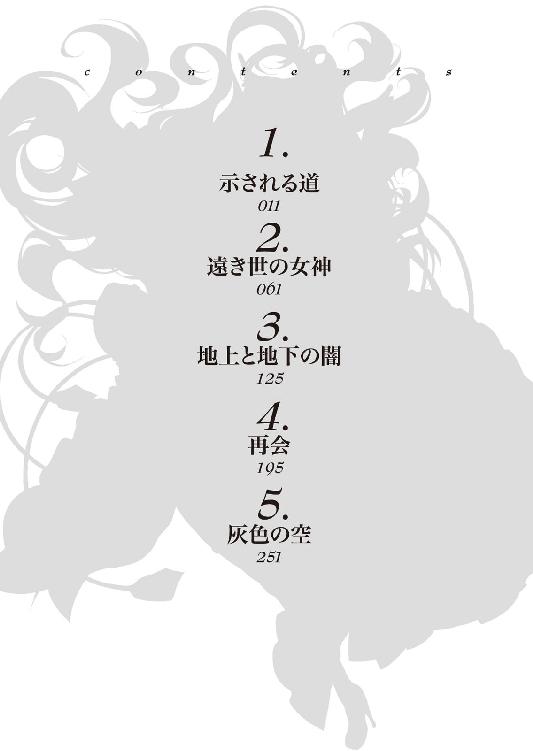 contents
1.
示される道
011
2.
遠き世の女神
061
3.
地上と地下の闇
125
4.
再会
195
5.
灰色の空
251